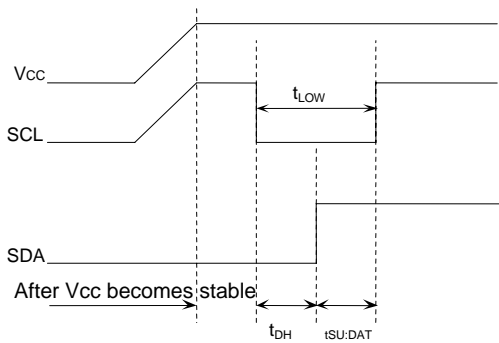 VCC
tLOW
SCL
SDA
After Vcc becomes stable
tDH
tSU:DAT